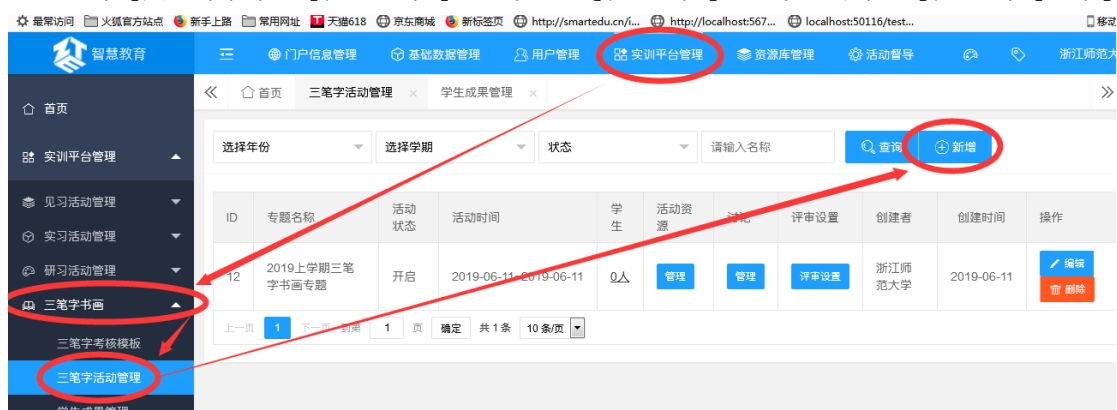 最常访问 火狐官方站点 新手上路 常用网址 天猫618 京东商城 新标签页 http://smartedu.cn/i... http://localhost:567... localhost:50116/test... 移动
智慧教育 门户信息管理 基础数据管理 用户管理 实训平台管理 资源库管理 活动督导 浙江师范大
首页 三笔字活动管理 × 学生成果管理 ×
首页
实训平台管理
见习活动管理
实习活动管理
研习活动管理
三笔字书画
三笔字考核模板
三笔字活动管理
学生成果管理
选择年份 选择学期 状态 请输入名称 查询 新增
ID 专题名称 活动状态 活动时间 学生 活动资源 讨论 评审设置 创建者 创建时间 操作
12 2019上学期三笔字书画专题 开启 2019-06-11-2019-06-11 0人 管理 管理 评审设置 浙江师范大学 2019-06-11 编辑 删除
上一页 1 下一页 到第 1 页 确定 共1条 10条/页